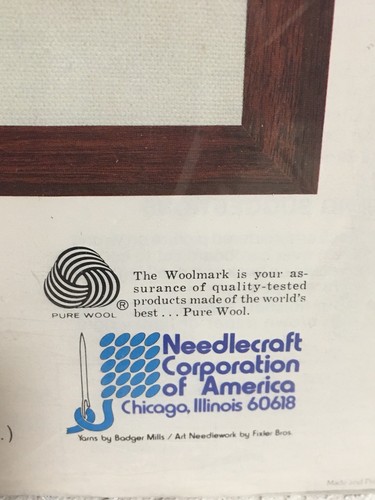 The Woolmark is your as-
surance of quality-tested
products made of the world's
best . . . Pure Wool.
®
PURE WOOL
Needlecraft
Corporation
of America
Chicago, Illinois 60618
.)
Yarns by Badger Mills / Art Needlework by Fixler Bros.